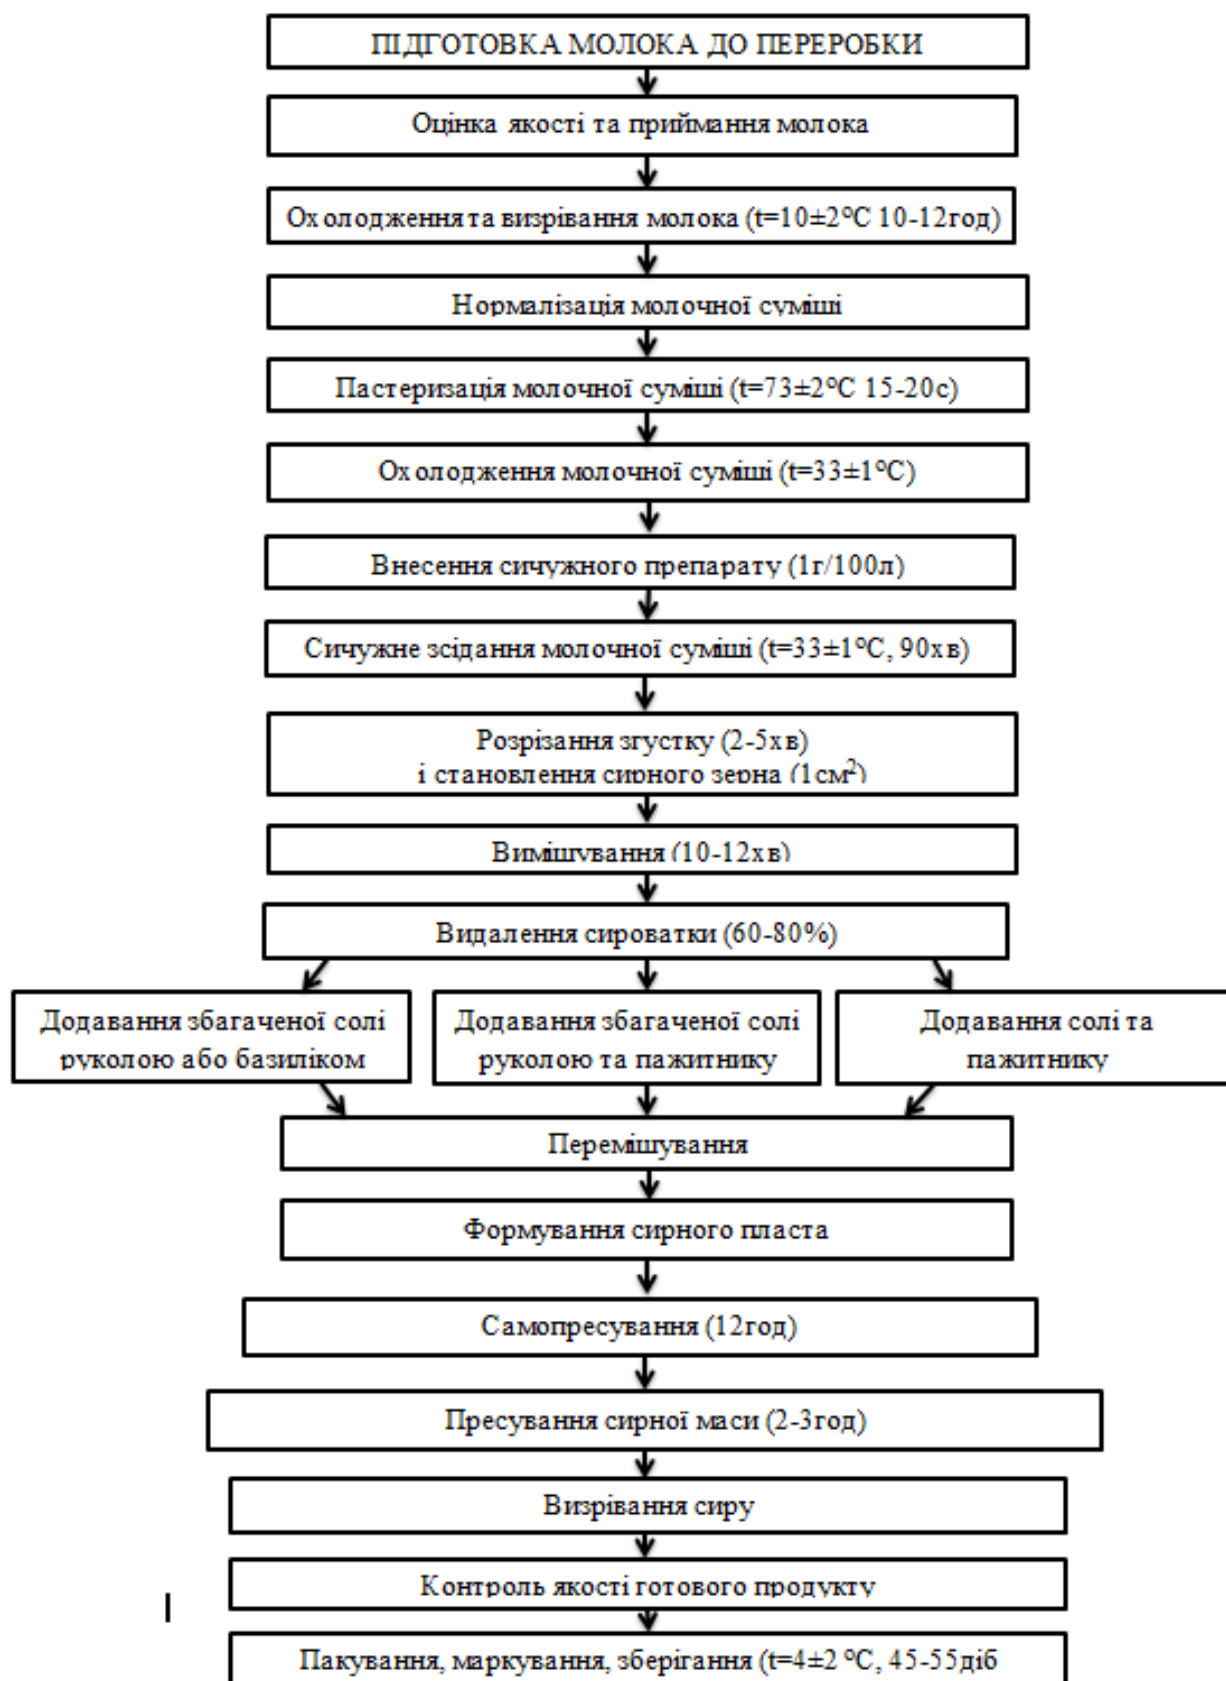 ПІДГОТОВКА МОЛОКА ДО ПЕРЕРОБКИ
Оцінка якості та приймання молока
Охолодження та визрівання молока (t=10±2°С 10-12год)
Нормалізація молочної суміші
Пастеризація молочної суміші (t=73±2°С 15-20с)
Охолодження молочної суміші (t=33±1°С)
Внесення сичужного препарату (1г/100л)
Сичужне зсідання молочної суміші (t=33±1°С, 90хв)
Розрізання згустку (2-5хв)
і становлення сирного зерна (1см²)
Вимішування (10-12хв)
Видалення сироватки (60-80%)
Додавання збагаченої солі
руколою або базиліком
Додавання збагаченої солі
руколою та пажитнику
Додавання солі та
пажитнику
Перемішування
Формування сирного пласта
Самопресування (12год)
Пресування сирної маси (2-3год)
Визрівання сиру
Контроль якості готового продукту
Пакування, маркування, зберігання (t=4±2 °С, 45-55діб